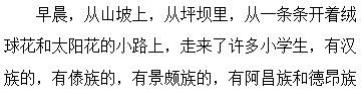 早晨，从山坡上，从坪坝里，从一条条开着绒
球花和太阳花的小路上，走来了许多小学生，有汉
族的，有傣族的，有景颇族的，有阿昌族和德昂族